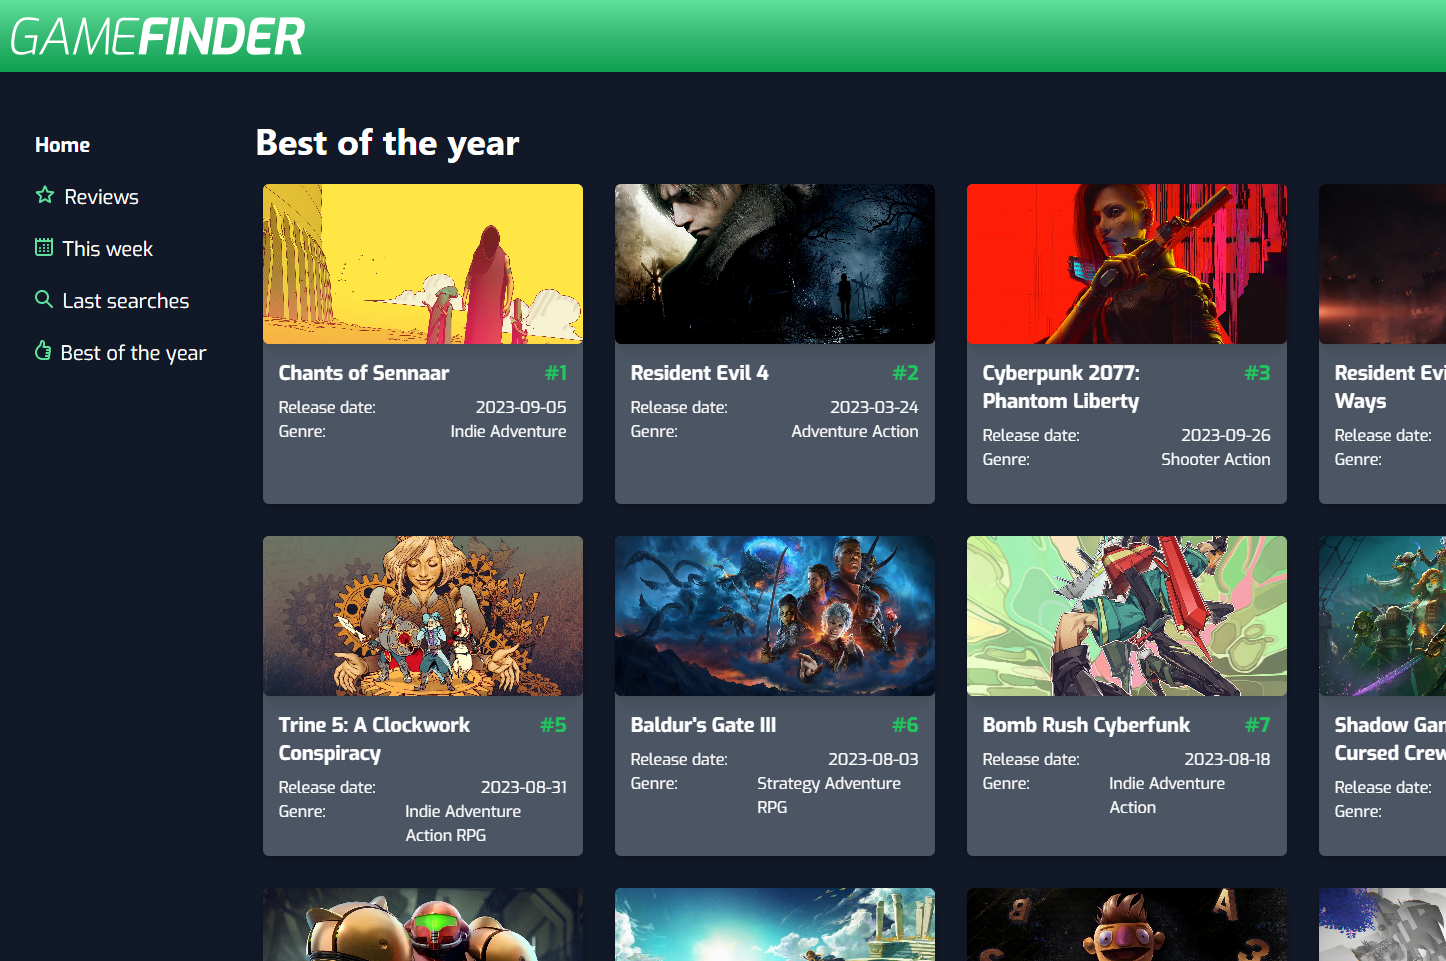 GAMEFINDER
Home
Reviews
This week
Last searches
Best of the year
Best of the year
Chants of Sennaar #1
Release date: 2023-09-05
Genre: Indie Adventure
Resident Evil 4 #2
Release date: 2023-03-24
Genre: Adventure Action
Cyberpunk 2077: #3
Phantom Liberty
Release date: 2023-09-26
Genre: Shooter Action
Resident Evi
Ways
Release date:
Genre:
Trine 5: A Clockwork #5
Conspiracy
Release date: 2023-08-31
Genre: Indie Adventure
Action RPG
Baldur's Gate III #6
Release date: 2023-08-03
Genre: Strategy Adventure
RPG
Bomb Rush Cyberfunk #7
Release date: 2023-08-18
Genre: Indie Adventure
Action
Shadow Gar
Cursed Crew
Release date:
Genre: